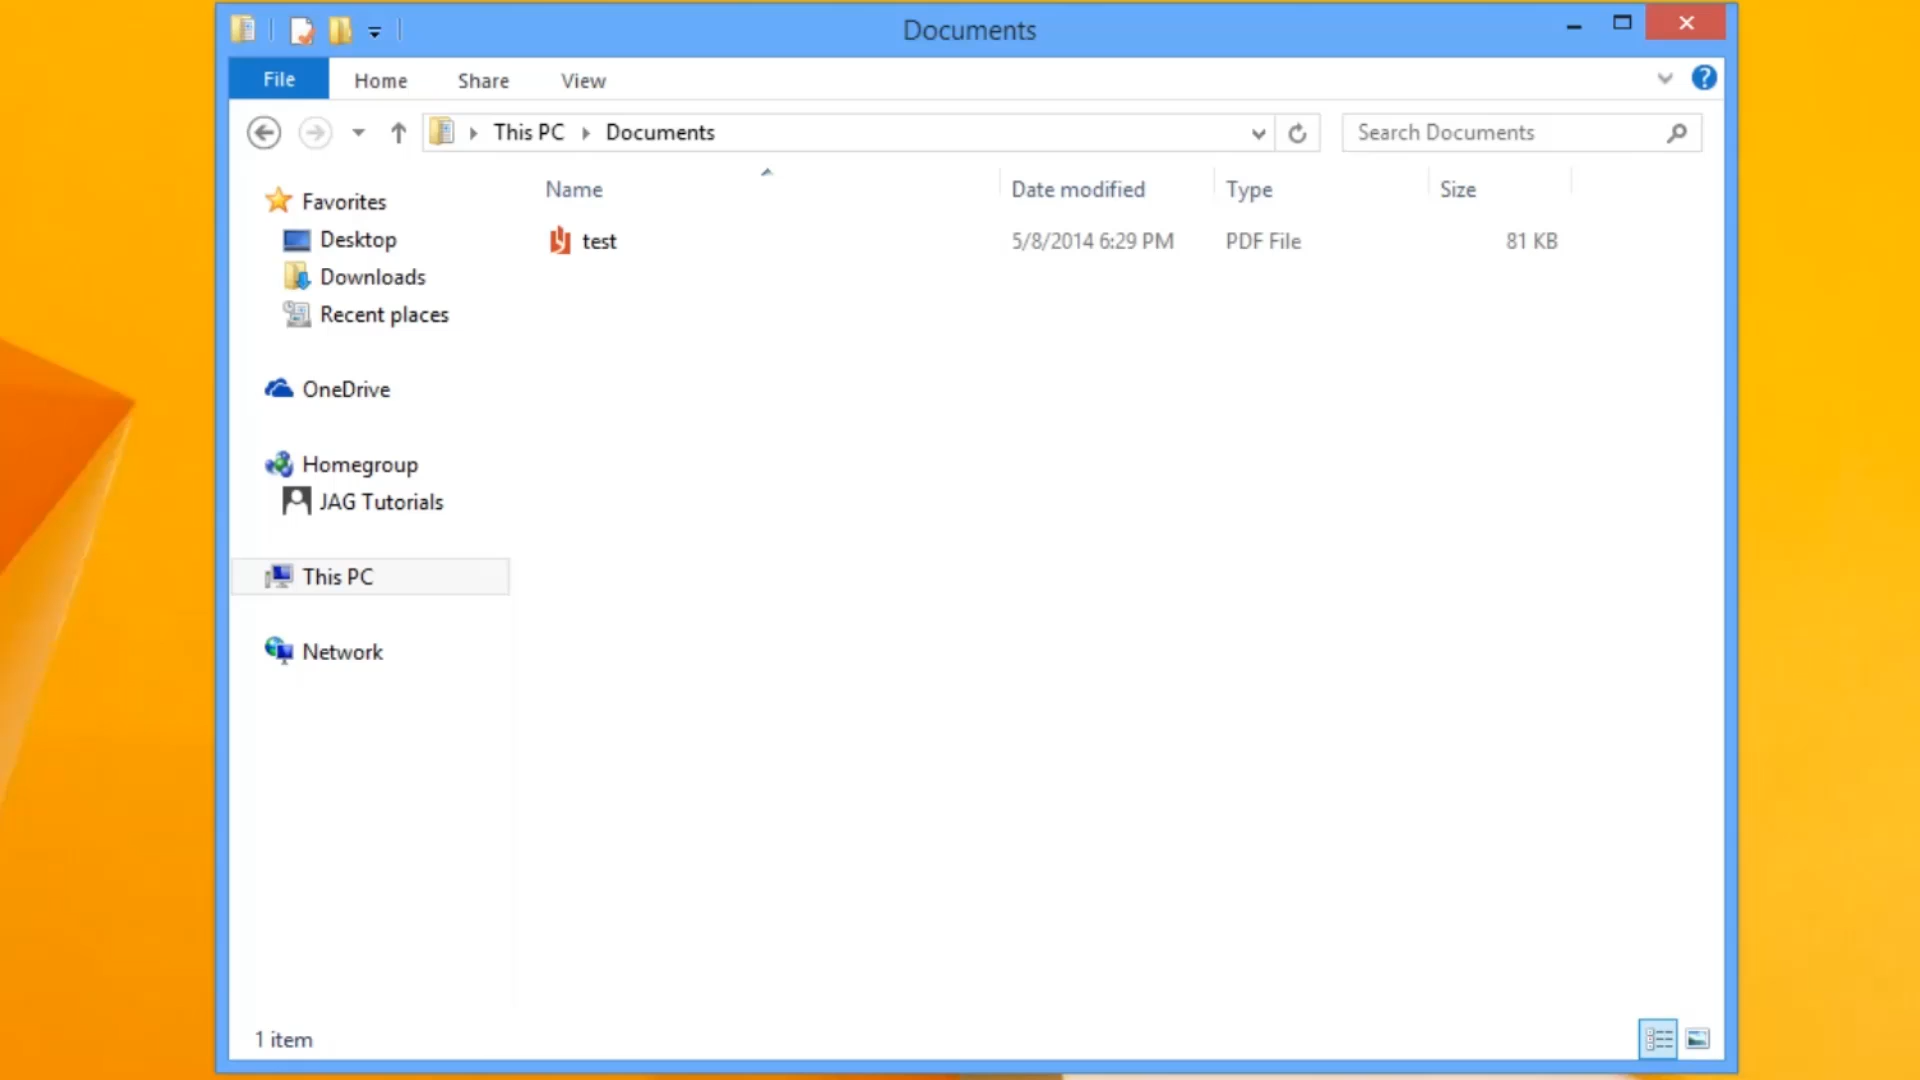 Documents
File Home Share View
This PC Documents
Search Documents
Name Date modified Type Size
test 5/8/2014 6:29 PM PDF File 81 KB
Favorites
Desktop
Downloads
Recent places
OneDrive
Homegroup
JAG Tutorials
This PC
Network
1 item